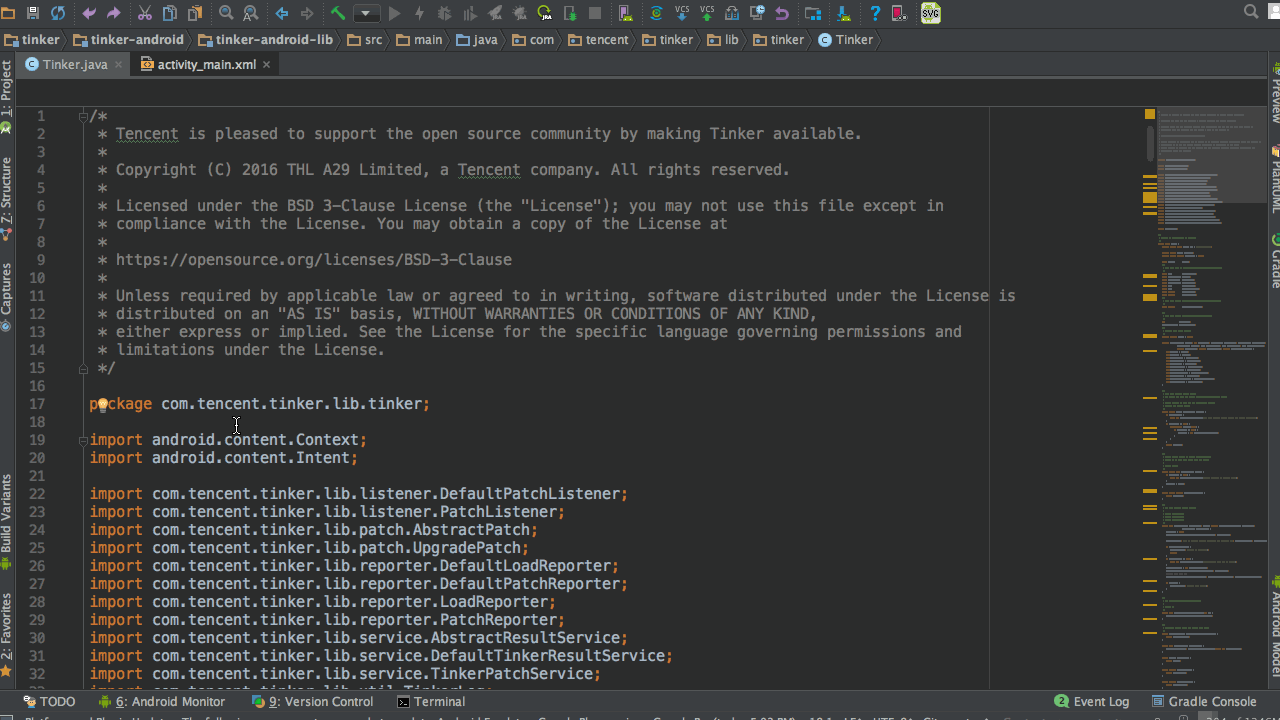 tinker tinker-android tinker-android-lib src main java com tencent tinker lib tinker Tinker
Tinker.java activity_main.xml
1 /*
2 * Tencent is pleased to support the open source community by making Tinker available.
3 *
4 * Copyright (C) 2016 THL A29 Limited, a Tencent company. All rights reserved.
5 *
6 * Licensed under the BSD 3-Clause License (the "License"); you may not use this file except in
7 * compliance with the License. You may obtain a copy of the License at
8 *
9 * https://opensource.org/licenses/BSD-3-Clause
10 *
11 * Unless required by applicable law or agreed to in writing, software distributed under the License is
12 * distributed on an "AS IS" basis, WITHOUT WARRANTIES OR CONDITIONS OF ANY KIND,
13 * either express or implied. See the License for the specific language governing permissions and
14 * limitations under the License.
15 */
16
17 package com.tencent.tinker.lib.tinker;
18
19 import android.content.Context;
20 import android.content.Intent;
21
22 import com.tencent.tinker.lib.listener.DefaultPatchListener;
23 import com.tencent.tinker.lib.listener.PatchListener;
24 import com.tencent.tinker.lib.patch.AbstractPatch;
25 import com.tencent.tinker.lib.patch.UpgradePatch;
26 import com.tencent.tinker.lib.reporter.DefaultLoadReporter;
27 import com.tencent.tinker.lib.reporter.DefaultPatchReporter;
28 import com.tencent.tinker.lib.reporter.LoadReporter;
29 import com.tencent.tinker.lib.reporter.PatchReporter;
30 import com.tencent.tinker.lib.service.AbstractResultService;
31 import com.tencent.tinker.lib.service.DefaultTinkerResultService;
32 import com.tencent.tinker.lib.service.TinkerPatchService;
1: Project
7: Structure
Captures
Build Variants
2: Favorites
VCS VCS
SVG
Preview
PlantUML
Gradle
Android Model
TODO 6: Android Monitor 9: Version Control Terminal 2 Event Log Gradle Console